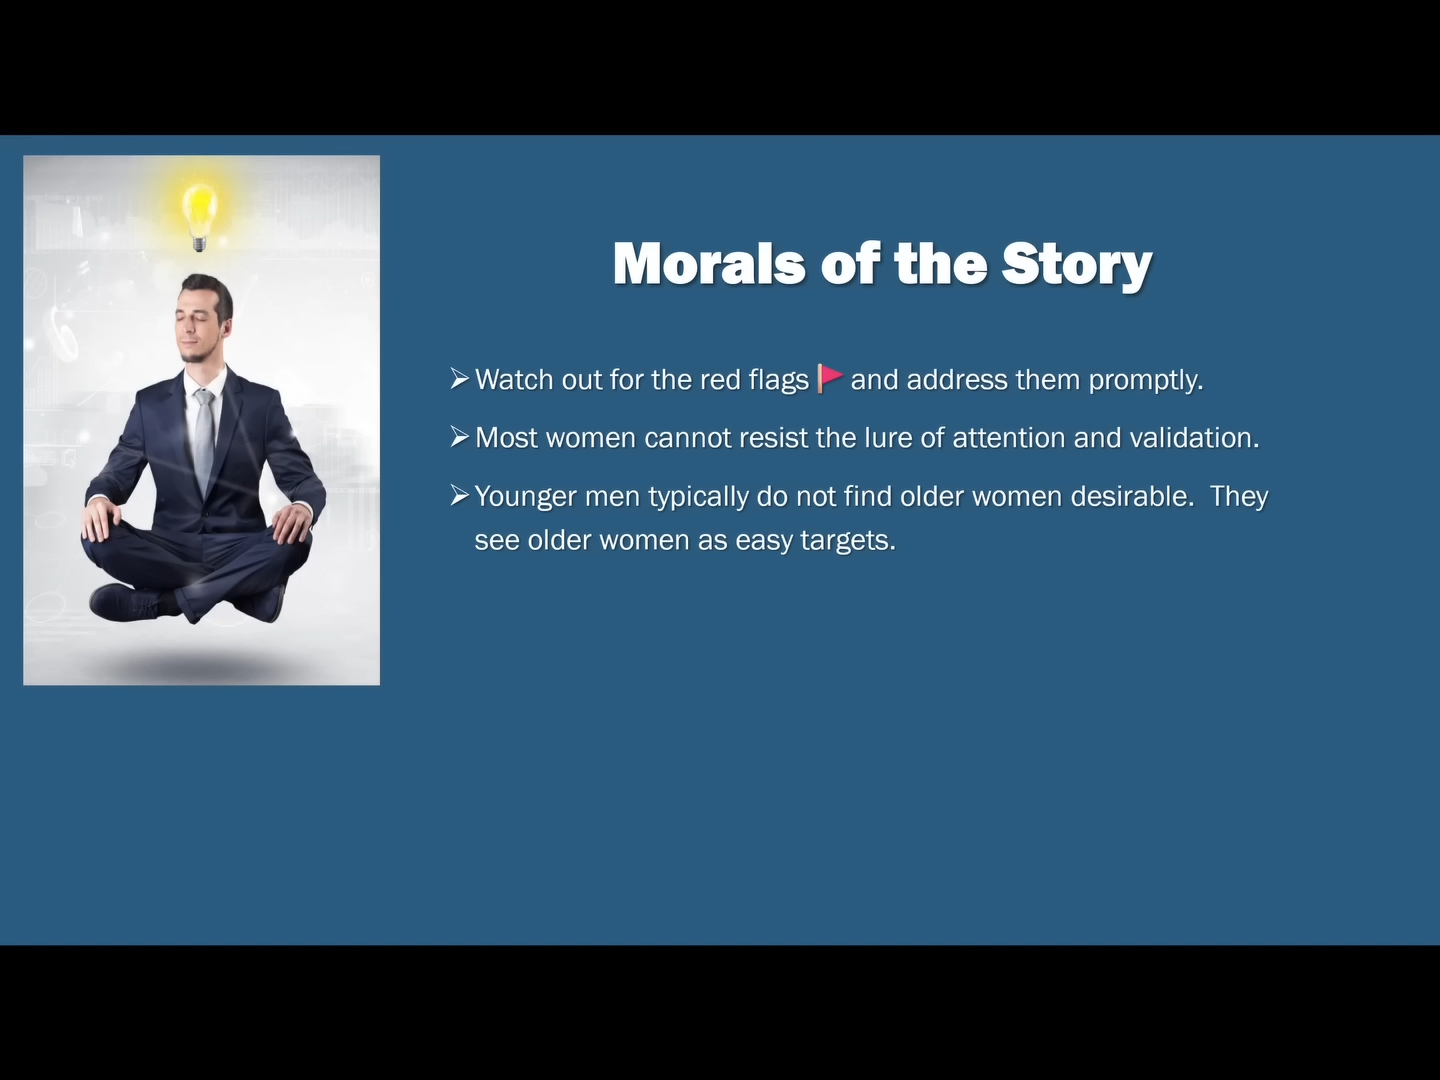 Morals of the Story
➢Watch out for the red flags 🚩 and address them promptly.
➢Most women cannot resist the lure of attention and validation.
➢Younger men typically do not find older women desirable.  They
see older women as easy targets.